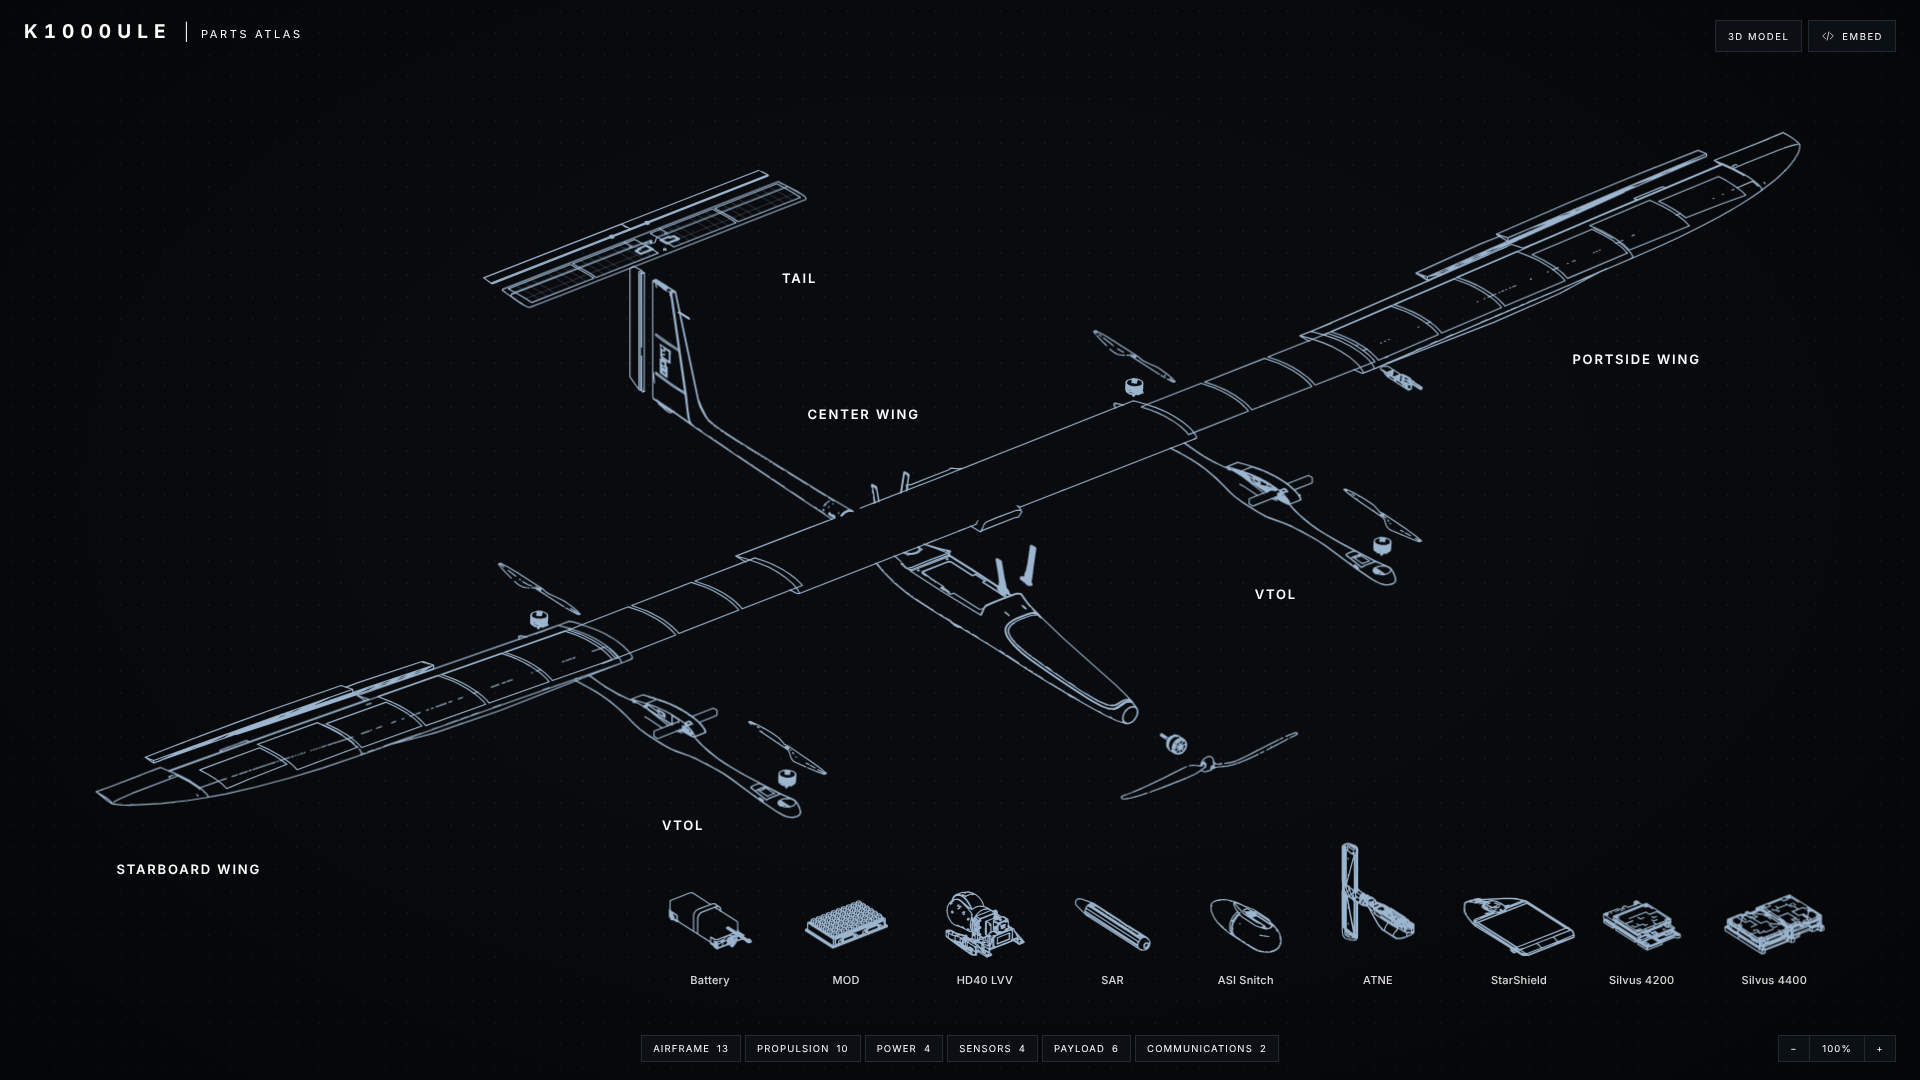 K1000ULE | PARTS ATLAS
3D MODEL
</> EMBED
TAIL
PORTSIDE WING
CENTER WING
VTOL
VTOL
STARBOARD WING
Battery
MOD
HD40 LVV
SAR
ASI Snitch
ATNE
StarShield
Silvus 4200
Silvus 4400
AIRFRAME 13
PROPULSION 10
POWER 4
SENSORS 4
PAYLOAD 6
COMMUNICATIONS 2
− 100% +